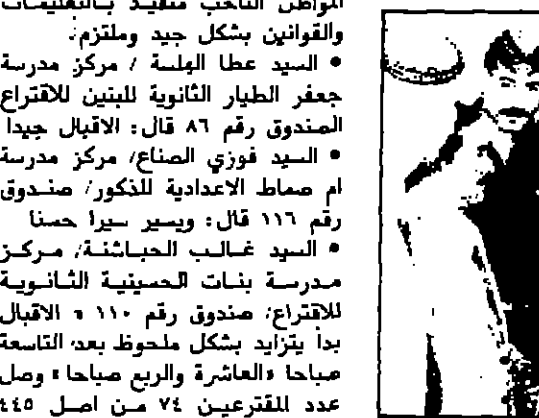 المواطن الناخب متقيد بالتعليمات
والقوانين بشكل جيد وملتزم.
• السيد عطا الهلسة / مركز مدرسة
جعفر الطيار الثانوية للبنين للاقتراع
الصندوق رقم ٨٦ قال: الاقبال جيدا
• السيد فوزي الصناع/ مركز مدرسة
ام صماط الاعدادية للذكور/ صندوق
رقم ١١٦ قال: ويسير سيرا حسنا
• السيد غالب الحباشنة/ مركز
مدرسة بنات الحسينية الثانوية
للاقتراع/ صندوق رقم ١١٠ « الاقبال
بدا يتزايد بشكل ملحوظ بعد التاسعة
صباحا «العاشرة والربع صباحا» وصل
عدد المقترعين ٧٤ من اصل ٤٤٥